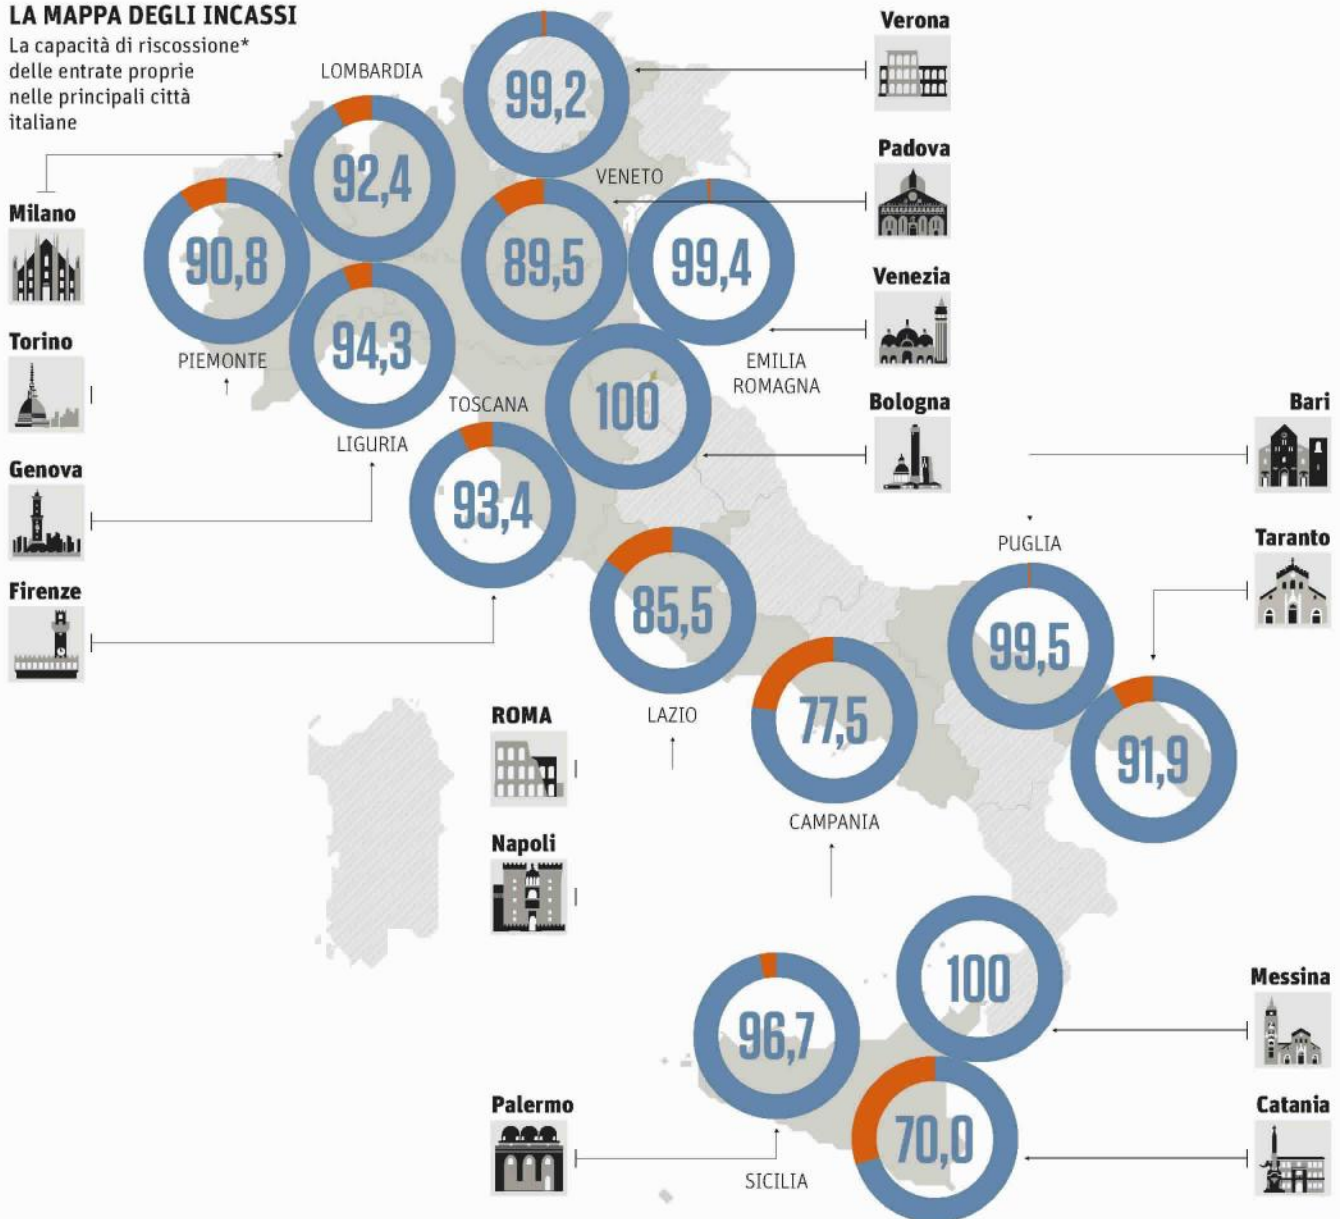 LA MAPPA DEGLI INCASSI
La capacità di riscossione*
delle entrate proprie
nelle principali città
italiane
Verona
LOMBARDIA
99,2
Padova
92,4
VENETO
Milano
90,8
89,5
99,4
Venezia
Torino
PIEMONTE
94,3
EMILIA
ROMAGNA
TOSCANA
100
Bologna
Bari
LIGURIA
Genova
93,4
Taranto
PUGLIA
Firenze
85,5
99,5
ROMA
LAZIO
77,5
91,9
CAMPANIA
Napoli
100
Messina
96,7
Palermo
Catania
70,0
SICILIA